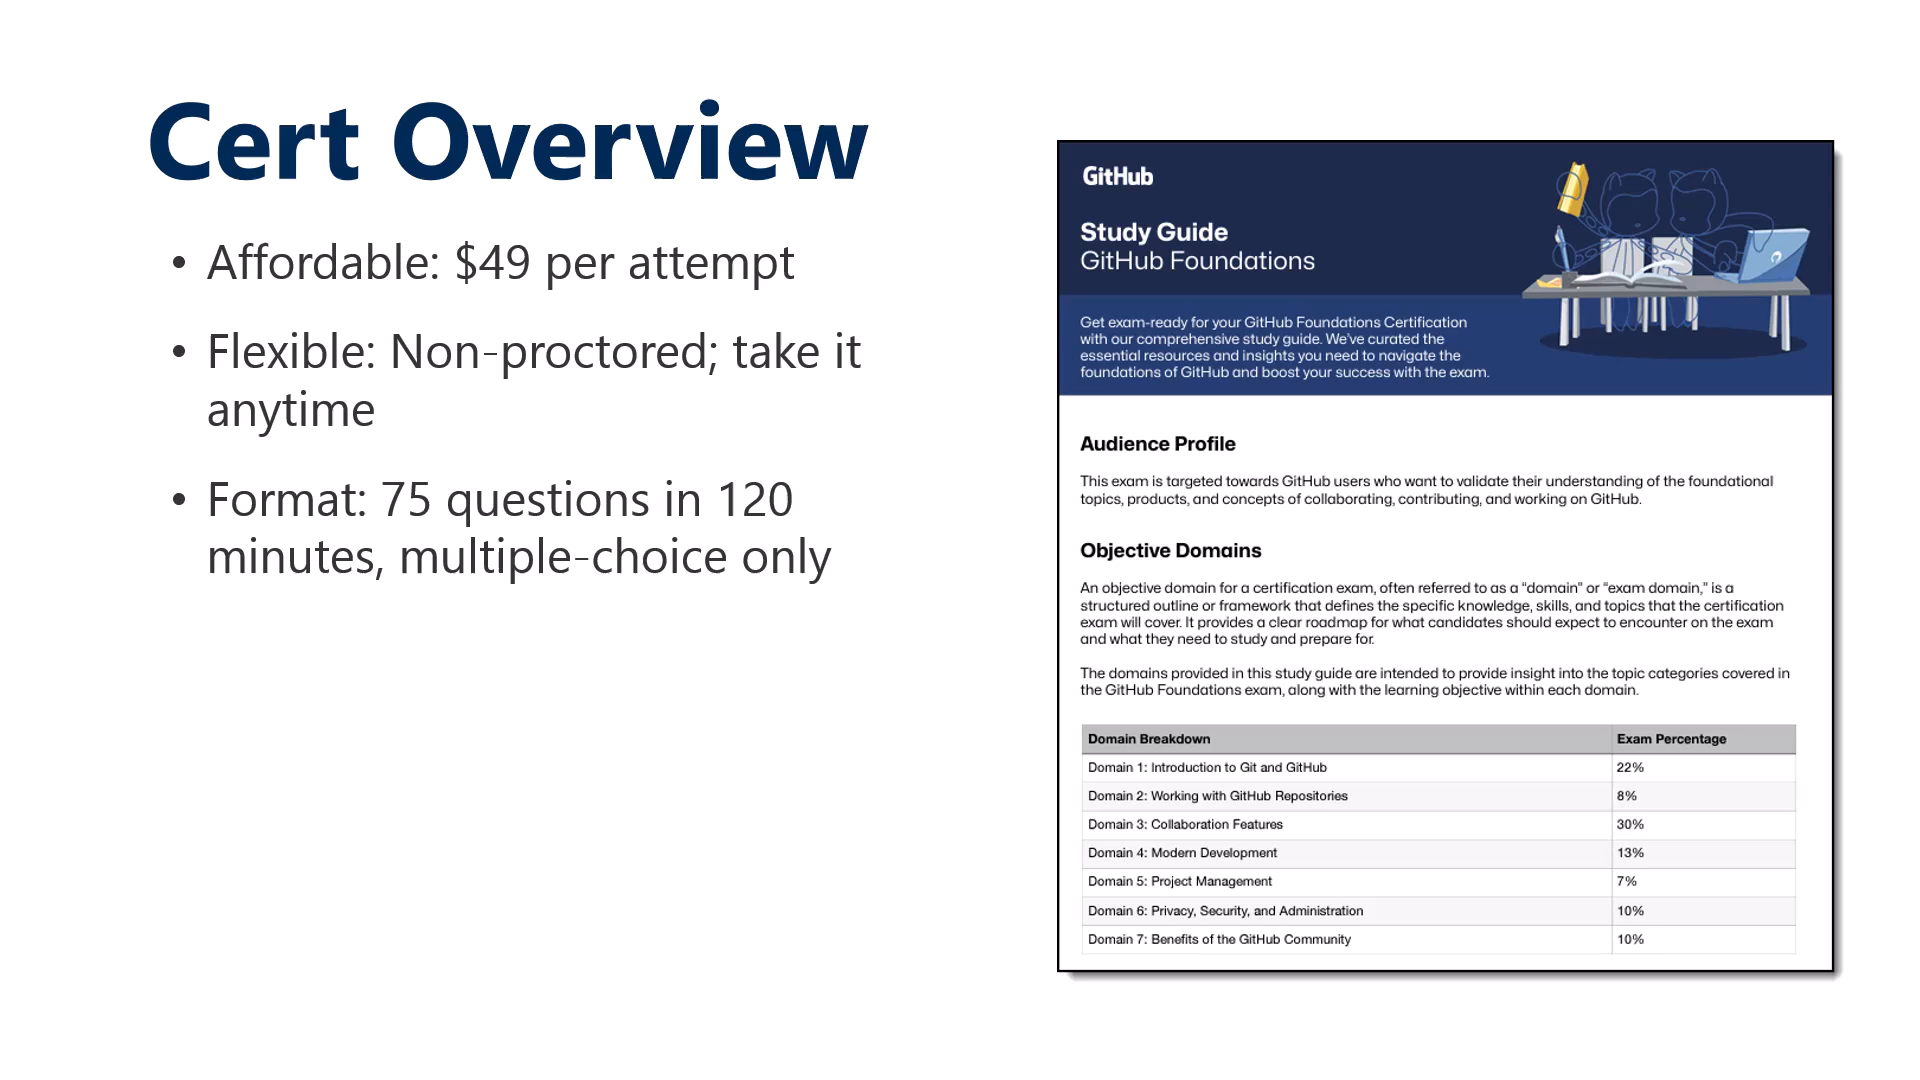 Cert Overview
• Affordable: $49 per attempt
• Flexible: Non-proctored; take it
anytime
• Format: 75 questions in 120
minutes, multiple-choice only
GitHub
Study Guide
GitHub Foundations
Get exam-ready for your GitHub Foundations Certification
with our comprehensive study guide. We've curated the
essential resources and insights you need to navigate the
foundations of GitHub and boost your success with the exam.
Audience Profile
This exam is targeted towards GitHub users who want to validate their understanding of the foundational
topics, products, and concepts of collaborating, contributing, and working on GitHub.
Objective Domains
An objective domain for a certification exam, often referred to as a “domain” or “exam domain,” is a
structured outline or framework that defines the specific knowledge, skills, and topics that the certification
exam will cover. It provides a clear roadmap for what candidates should expect to encounter on the exam
and what they need to study and prepare for.
The domains provided in this study guide are intended to provide insight into the topic categories covered in
the GitHub Foundations exam, along with the learning objective within each domain.
Domain Breakdown Exam Percentage
Domain 1: Introduction to Git and GitHub 22%
Domain 2: Working with GitHub Repositories 8%
Domain 3: Collaboration Features 30%
Domain 4: Modern Development 13%
Domain 5: Project Management 7%
Domain 6: Privacy, Security, and Administration 10%
Domain 7: Benefits of the GitHub Community 10%